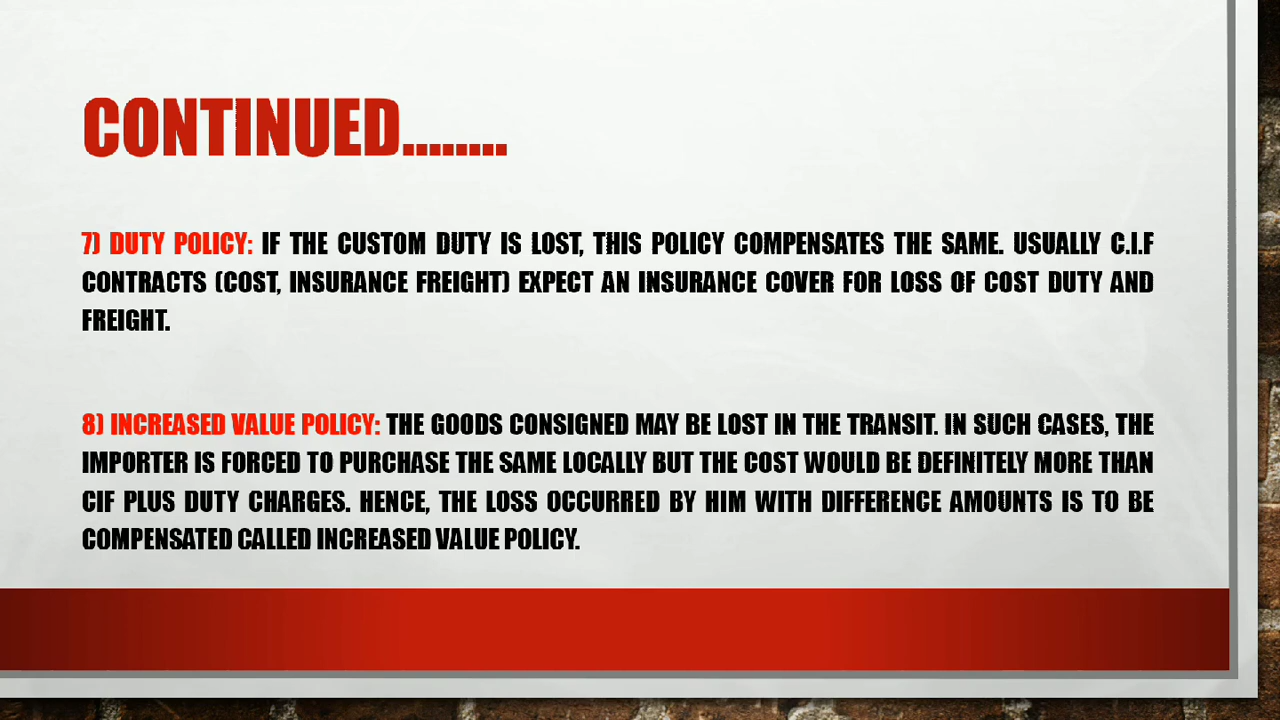 CONTINUED........
7) DUTY POLICY: IF THE CUSTOM DUTY IS LOST, THIS POLICY COMPENSATES THE SAME. USUALLY C.I.F
CONTRACTS (COST, INSURANCE FREIGHT) EXPECT AN INSURANCE COVER FOR LOSS OF COST DUTY AND
FREIGHT.
8) INCREASED VALUE POLICY: THE GOODS CONSIGNED MAY BE LOST IN THE TRANSIT. IN SUCH CASES, THE
IMPORTER IS FORCED TO PURCHASE THE SAME LOCALLY BUT THE COST WOULD BE DEFINITELY MORE THAN
CIF PLUS DUTY CHARGES. HENCE, THE LOSS OCCURRED BY HIM WITH DIFFERENCE AMOUNTS IS TO BE
COMPENSATED CALLED INCREASED VALUE POLICY.